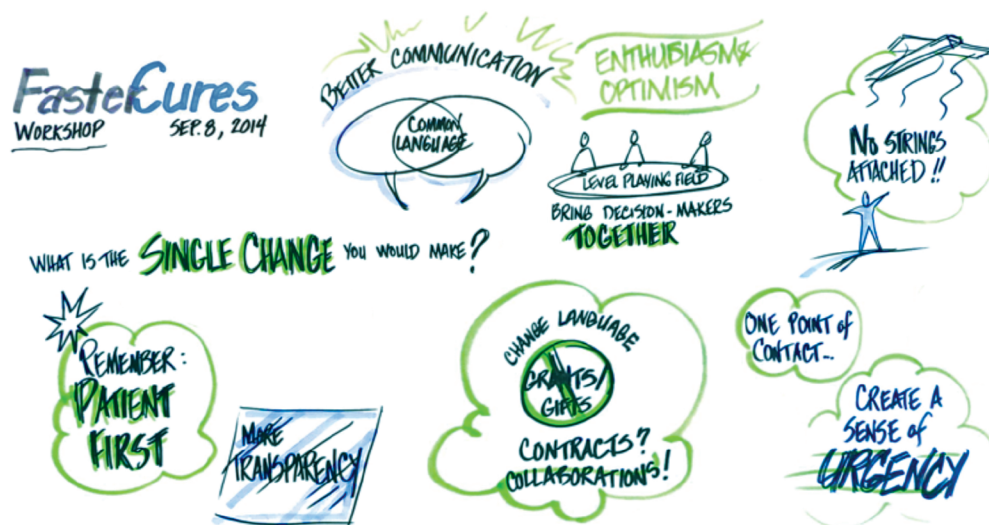 FasterCures
WORKSHOP SEP. 8, 2014
BETTER COMMUNICATION
COMMON
LANGUAGE
ENTHUBIASM &
OPTIMISM
LEVEL PLAYING FIELD
BRING DECISION-MAKERS
TOGETHER
NO STRINGS
ATTACHED!!
WHAT IS THE SINGLE CHANGE YOU WOULD MAKE?
REMEMBER:
PATIENT
FIRST
MORE
TRANSPARENCY
CHANGE LANGUAGE
GRANTS/
GIFTS
CONTRACTS?
COLLABORATIONS!
ONE POINT of
CONTACT...
CREATE A
SENSE of
URGENCY